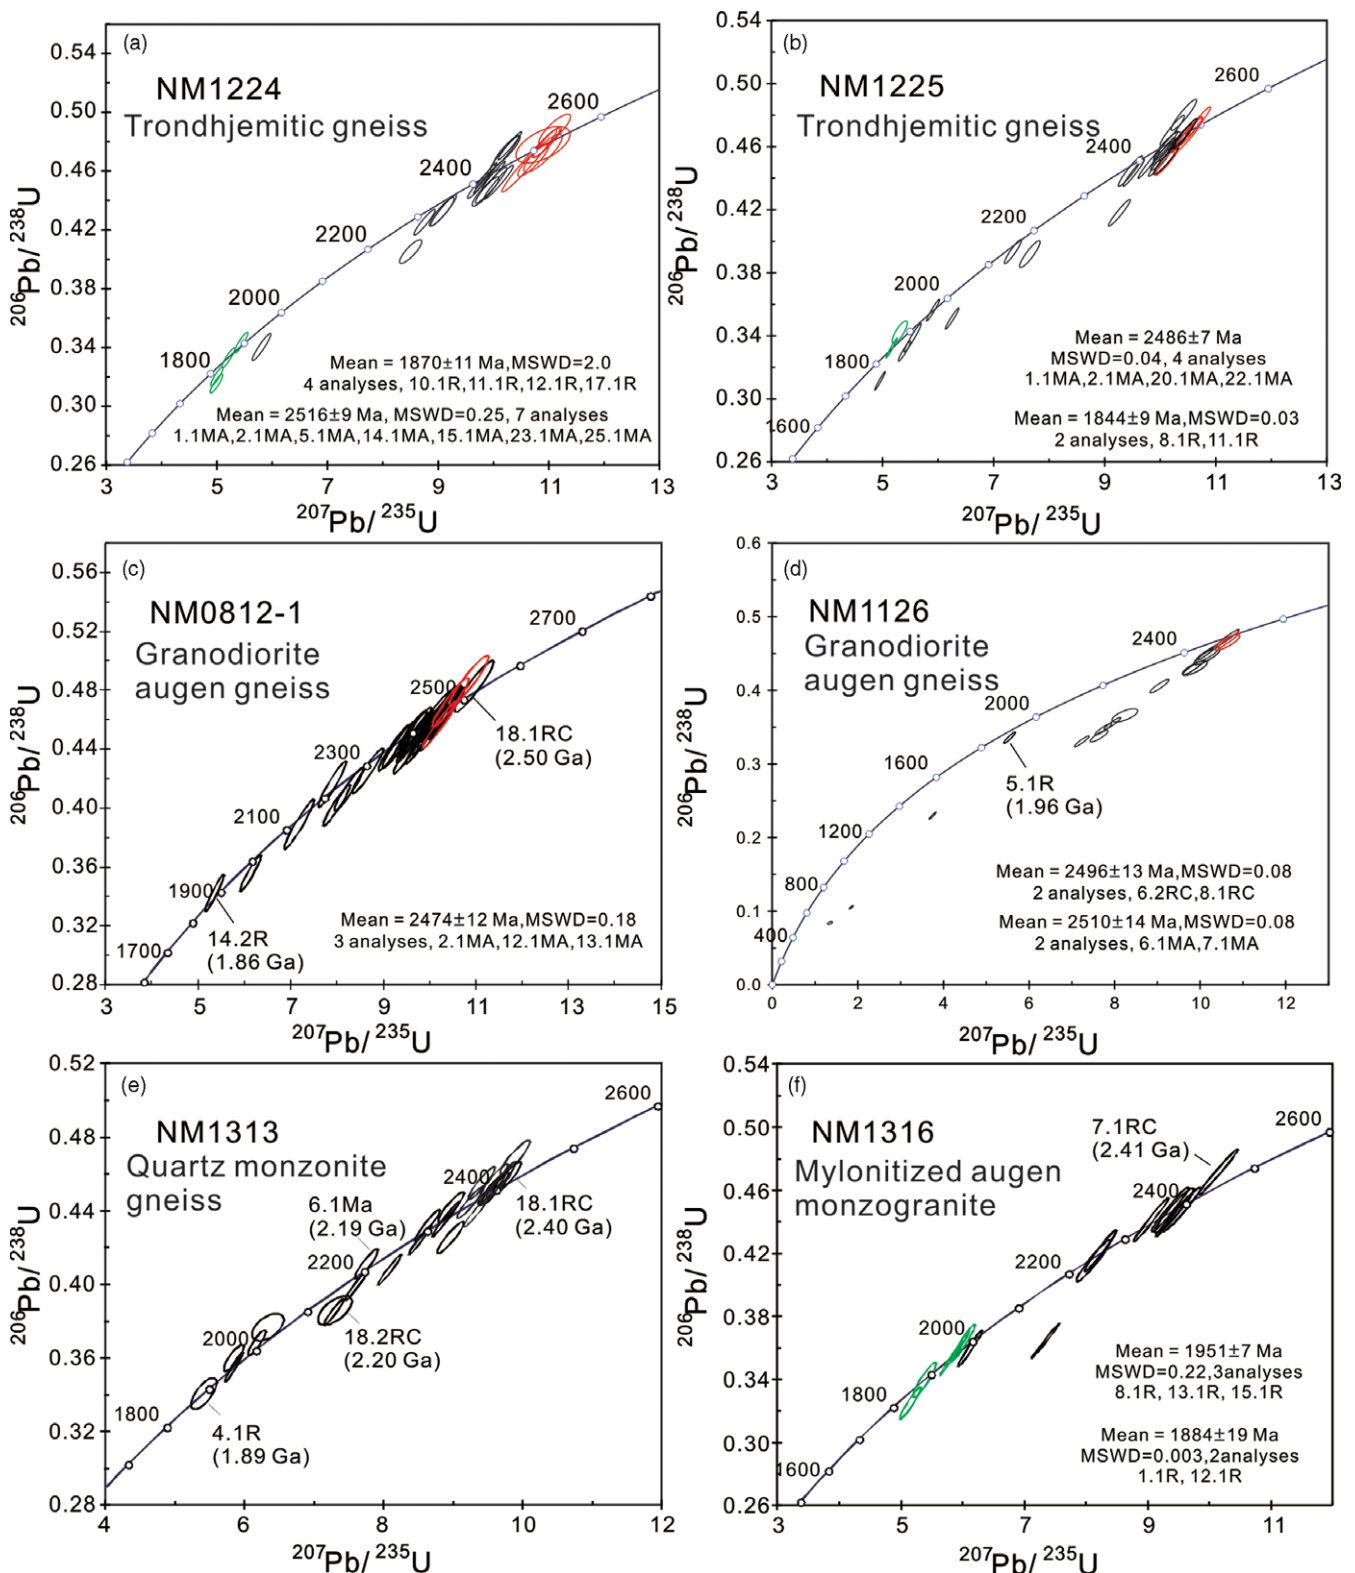 (a)
NM1224
Trondhjemitic gneiss
0.54
0.50
0.46
0.42
0.38
0.34
0.30
0.26
206Pb/238U
2600
2400
2200
2000
1800
Mean = 1870±11 Ma,MSWD=2.0
4 analyses, 10.1R,11.1R,12.1R,17.1R
Mean = 2516±9 Ma, MSWD=0.25, 7 analyses
1.1MA,2.1MA,5.1MA,14.1MA,15.1MA,23.1MA,25.1MA
3 5 7 9 11 13
207Pb/ 235U
(b)
NM1225
Trondhjemitic gneiss
0.54
0.50
0.46
0.42
0.38
0.34
0.30
0.26
206Pb/238U
2600
2400
2200
2000
1800
1600
Mean = 2486±7 Ma
MSWD=0.04, 4 analyses
1.1MA,2.1MA,20.1MA,22.1MA
Mean = 1844±9 Ma,MSWD=0.03
2 analyses, 8.1R,11.1R
3 5 7 9 11 13
207Pb/ 235U
(c)
NM0812-1
Granodiorite
augen gneiss
0.56
0.52
0.48
0.44
0.40
0.36
0.32
0.28
206Pb/238U
2700
2500
2300
2100
1900
1700
18.1RC
(2.50 Ga)
14.2R
(1.86 Ga)
Mean = 2474±12 Ma,MSWD=0.18
3 analyses, 2.1MA,12.1MA,13.1MA
3 5 7 9 11 13 15
207Pb/ 235U
(d)
NM1126
Granodiorite
augen gneiss
0.6
0.5
0.4
0.3
0.2
0.1
0.0
206Pb/238U
2400
2000
1600
1200
800
400
5.1R
(1.96 Ga)
Mean = 2496±13 Ma,MSWD=0.08
2 analyses, 6.2RC,8.1RC
Mean = 2510±14 Ma,MSWD=0.08
2 analyses, 6.1MA,7.1MA
0 2 4 6 8 10 12
207Pb/ 235U
(e)
NM1313
Quartz monzonite
gneiss
0.52
0.48
0.44
0.40
0.36
0.32
0.28
206Pb/238U
2600
2400
2200
2000
1800
6.1Ma
(2.19 Ga)
18.1RC
(2.40 Ga)
18.2RC
(2.20 Ga)
4.1R
(1.89 Ga)
4 6 8 10 12
207Pb/ 235U
(f)
NM1316
Mylonitized augen
monzogranite
0.54
0.50
0.46
0.42
0.38
0.34
0.30
0.26
206Pb/238U
2600
2400
2200
2000
1800
1600
7.1RC
(2.41 Ga)
Mean = 1951±7 Ma
MSWD=0.22,3analyses
8.1R, 13.1R, 15.1R
Mean = 1884±19 Ma
MSWD=0.003,2analyses
1.1R, 12.1R
3 5 7 9 11
207Pb/ 235U